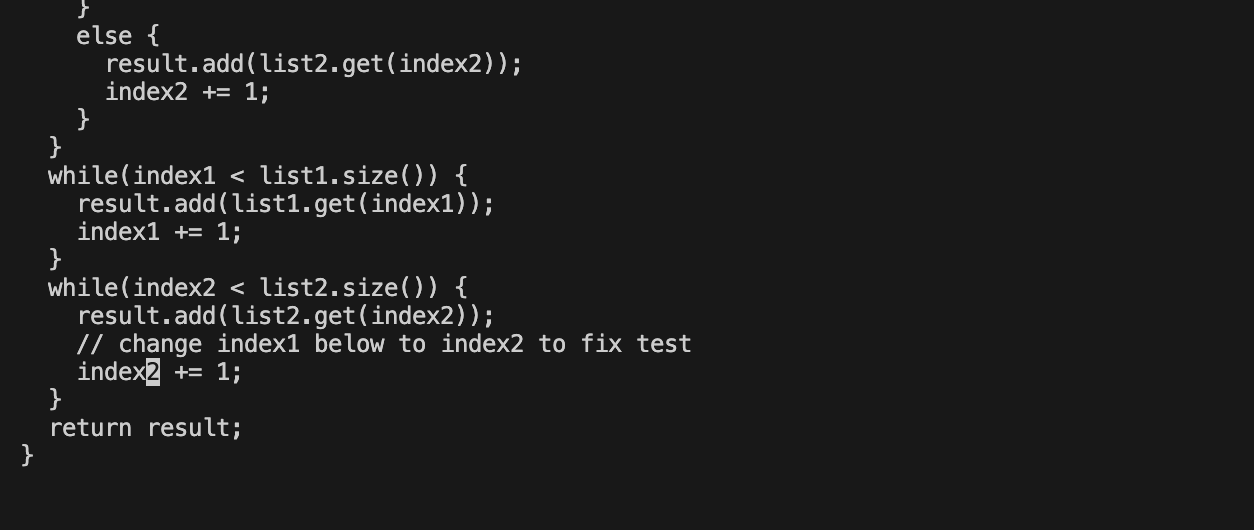 }
    else {
      result.add(list2.get(index2));
      index2 += 1;
    }
  }
  while(index1 < list1.size()) {
    result.add(list1.get(index1));
    index1 += 1;
  }
  while(index2 < list2.size()) {
    result.add(list2.get(index2));
    // change index1 below to index2 to fix test
    index2 += 1;
  }
  return result;
}